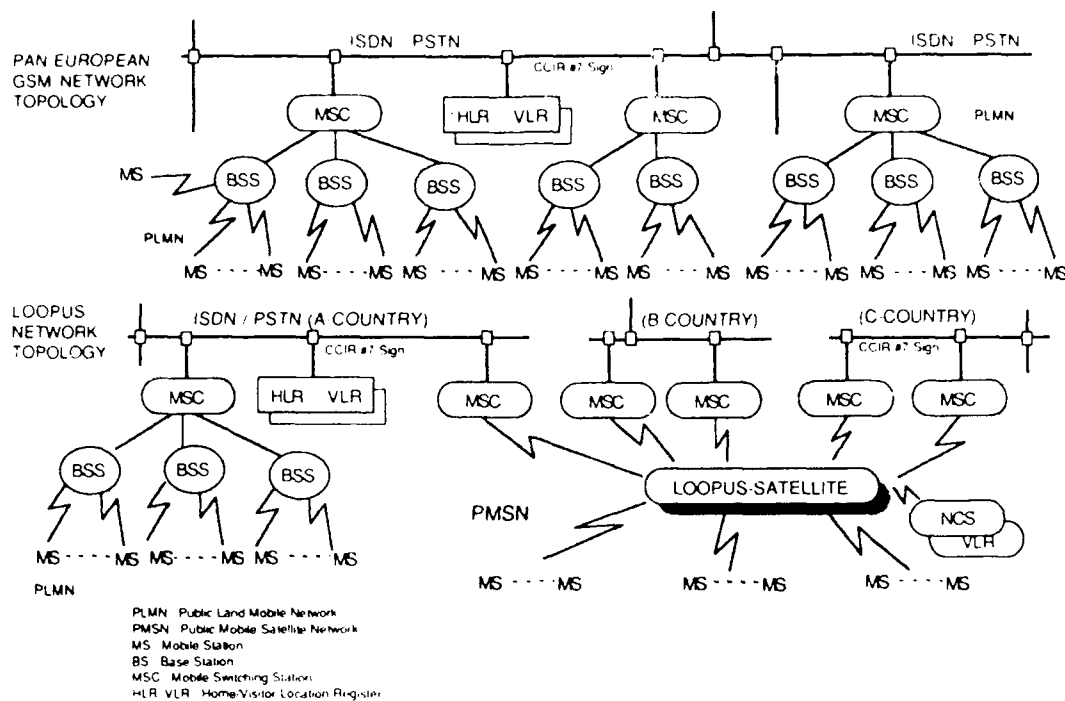 PAN EUROPEAN
GSM NETWORK
TOPOLOGY
ISDN PSTN
ISDN PSTN
CCIR #7 Sign
MSC
HLR VLR
MSC
MSC
PLMN
MS
BSS
BSS
BSS
BSS
BSS
BSS
BSS
BSS
PLMN
MS - - - - MS
MS - - - - MS
MS - - - - MS
MS - - - - MS
MS - - - - MS
MS - - - - MS
MS - - - - MS
MS - - - - MS
LOOPUS
NETWORK
TOPOLOGY
ISDN / PSTN (A COUNTRY)
(B COUNTRY)
(C COUNTRY)
CCIR #7 Sign
CCIR #7 Sign
MSC
HLR VLR
MSC
MSC
MSC
MSC
MSC
BSS
BSS
BSS
LOOPUS-SATELLITE
PMSN
NCS
VLR
MS - - - - MS
MS - - - - MS
MS - - - - MS
MS - - - - MS
MS - - - - MS
MS - - - - MS
PLMN
PLMN Public Land Mobile Network
PMSN Public Mobile Satellite Network
MS Mobile Station
BS Base Station
MSC Mobile Switching Station
HLR VLR Home/Visitor Location Register